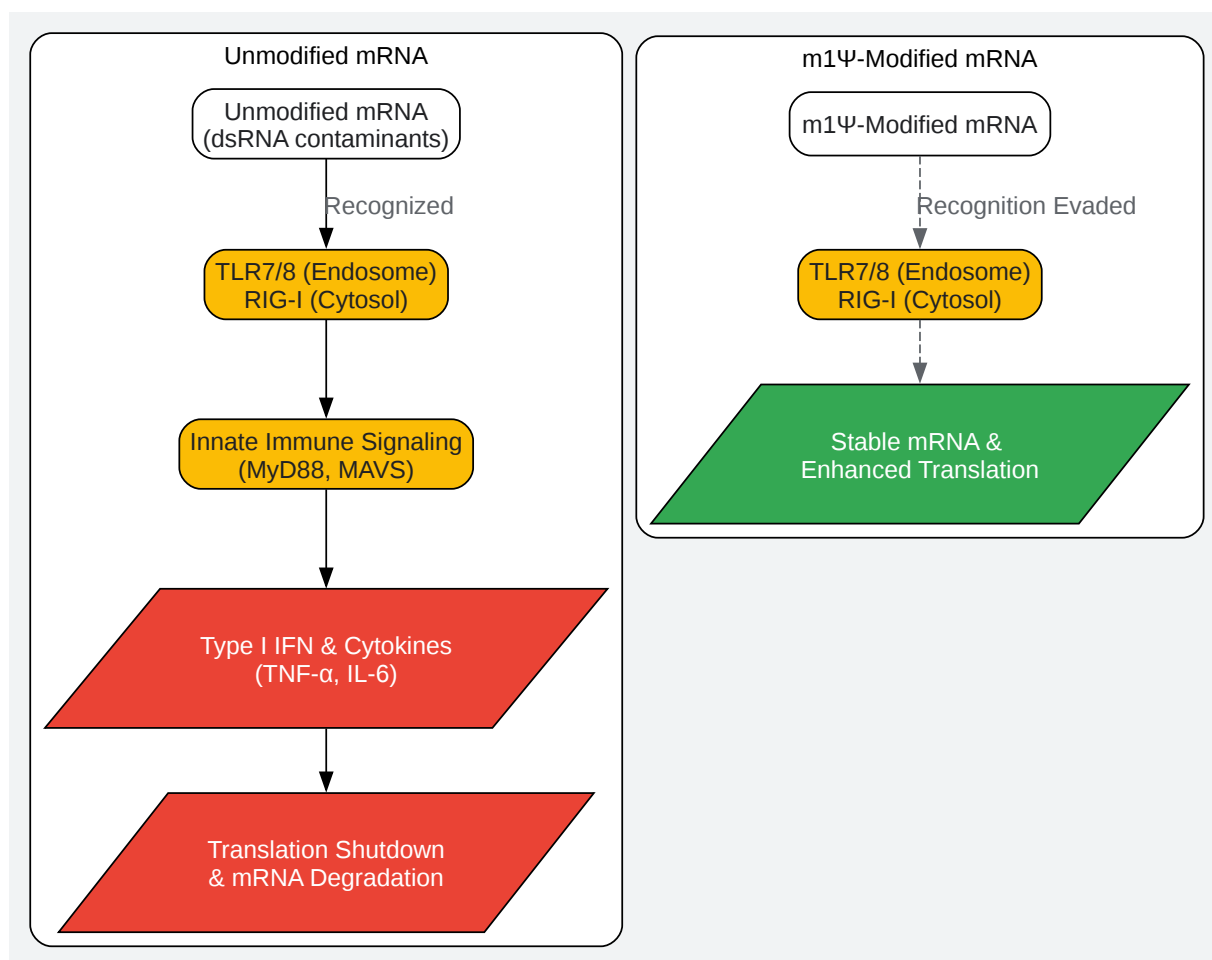 Unmodified mRNA
Unmodified mRNA
(dsRNA contaminants)
Recognized
TLR7/8 (Endosome)
RIG-I (Cytosol)
Innate Immune Signaling
(MyD88, MAVS)
Type I IFN & Cytokines
(TNF-α, IL-6)
Translation Shutdown
& mRNA Degradation
m1Ψ-Modified mRNA
m1Ψ-Modified mRNA
Recognition Evaded
TLR7/8 (Endosome)
RIG-I (Cytosol)
Stable mRNA &
Enhanced Translation